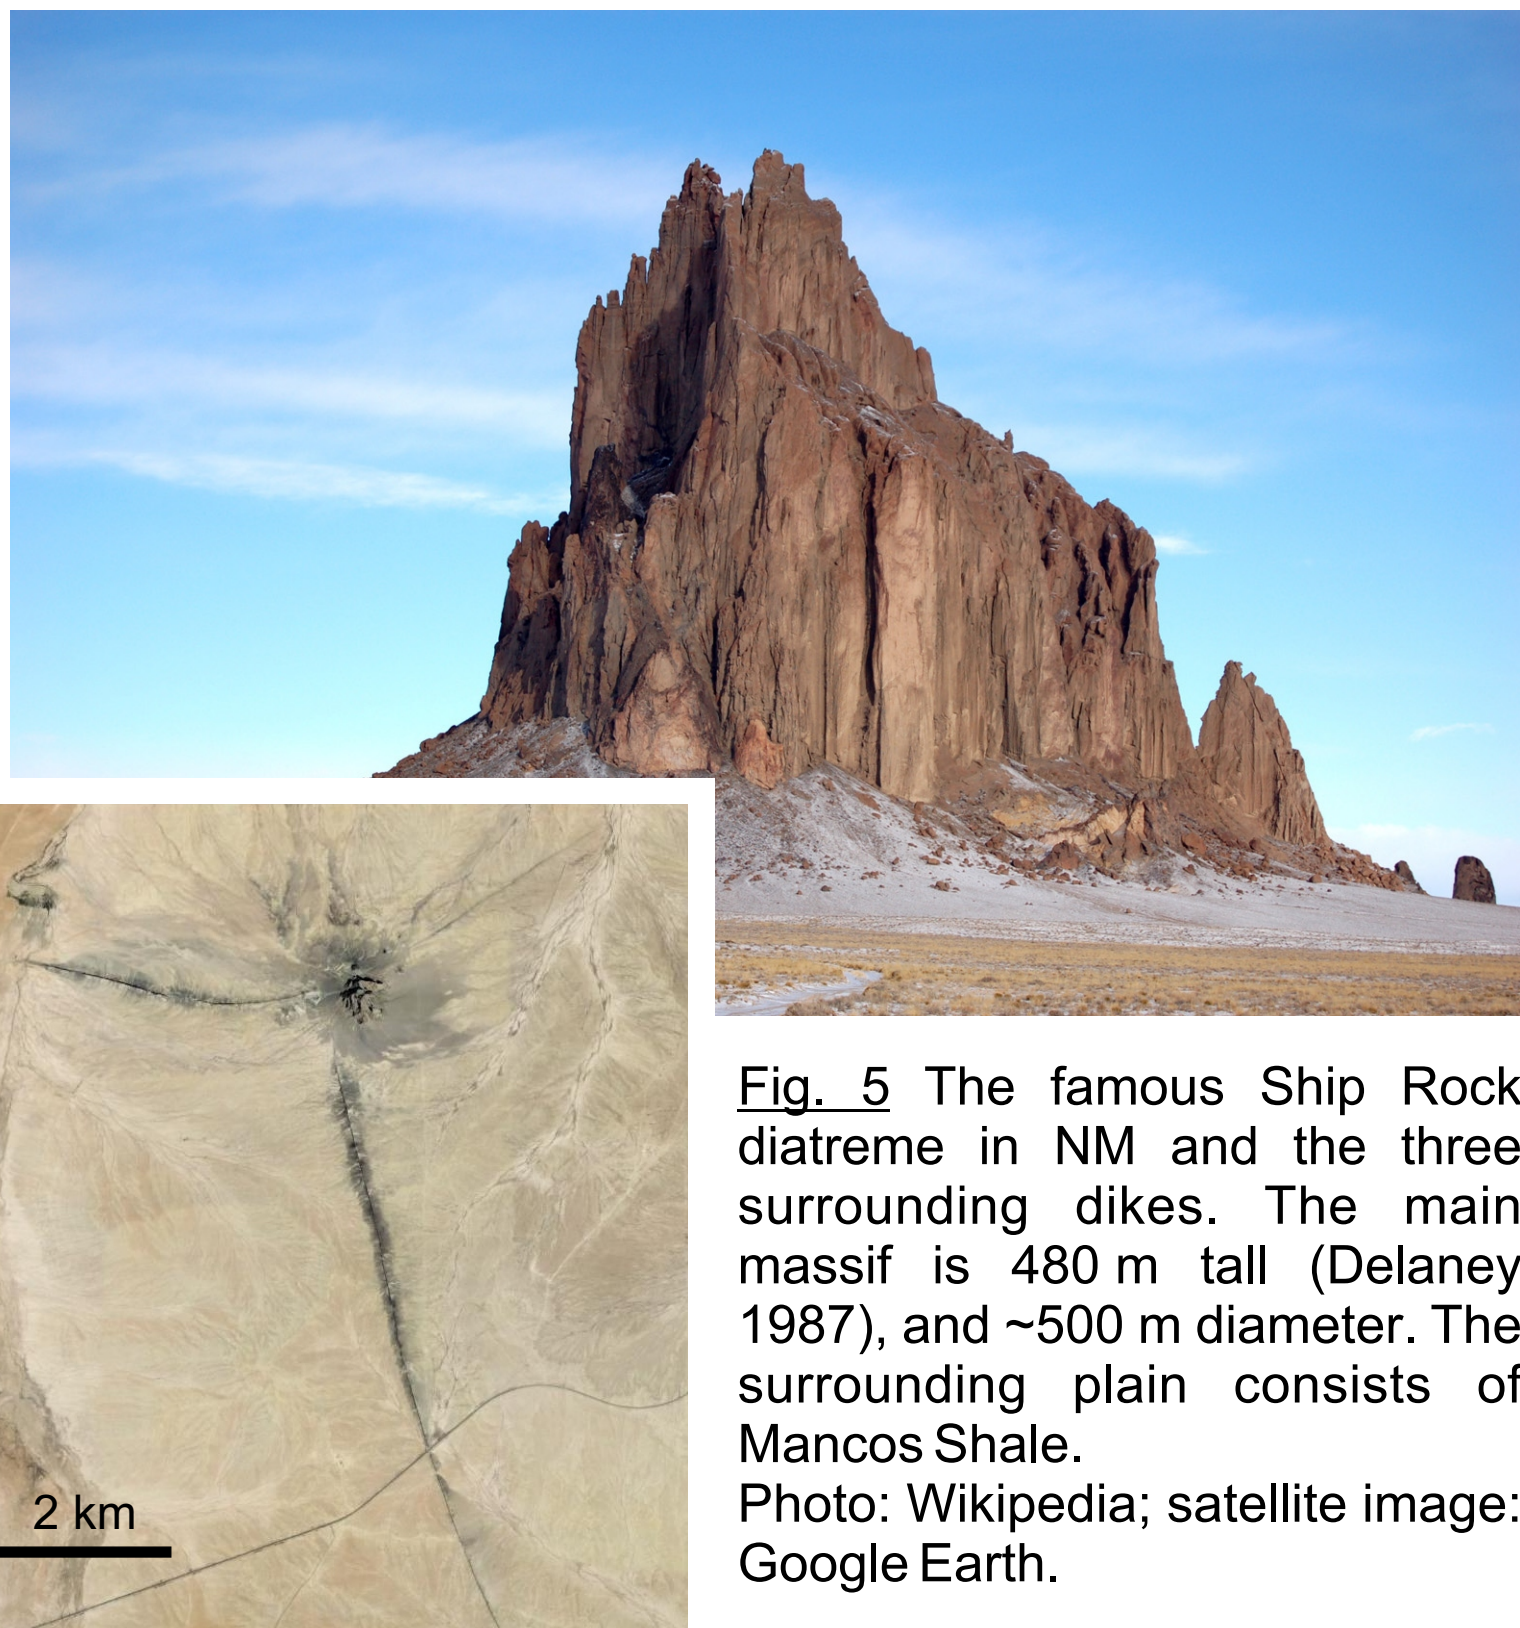 Fig. 5 The famous Ship Rock
diatreme in NM and the three
surrounding dikes. The main
massif is 480 m tall (Delaney
1987), and ~500 m diameter. The
surrounding plain consists of
Mancos Shale.
Photo: Wikipedia; satellite image:
Google Earth.
2 km